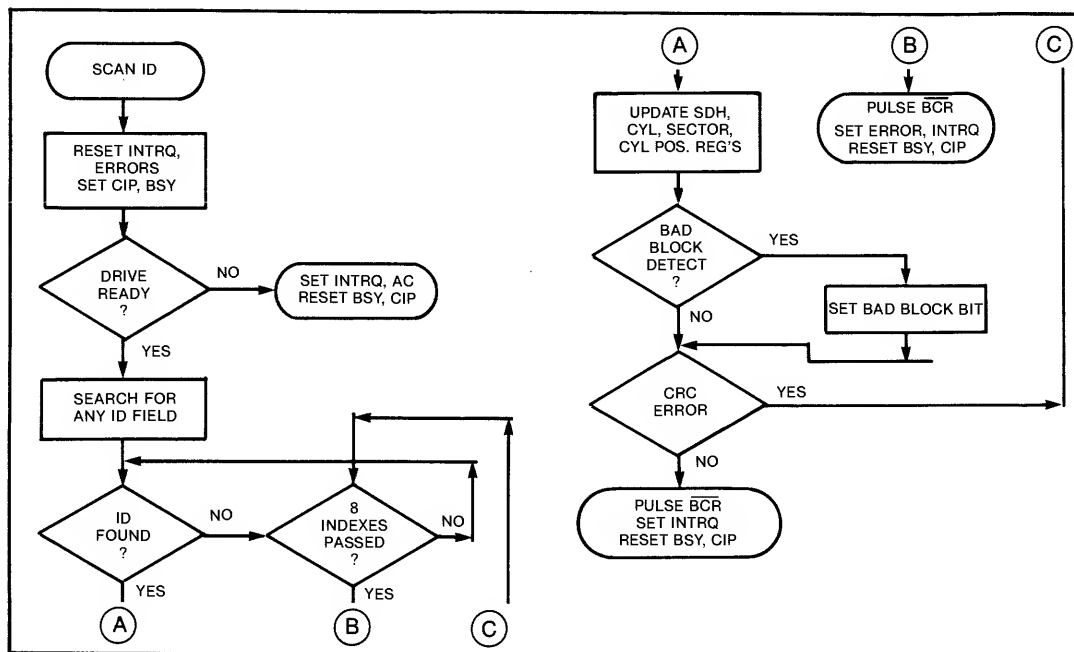 SCAN ID
RESET INTRQ,
ERRORS
SET CIP, BSY
DRIVE
READY
?
NO
SET INTRQ, AC
RESET BSY, CIP
YES
SEARCH FOR
ANY ID FIELD
ID
FOUND
?
NO
8
INDEXES
PASSED
?
NO
YES
YES
A
B
C
A
B
C
UPDATE SDH,
CYL, SECTOR,
CYL POS. REG'S
PULSE B̅C̅R̅
SET ERROR, INTRQ
RESET BSY, CIP
BAD
BLOCK
DETECT
?
YES
SET BAD BLOCK BIT
NO
CRC
ERROR
YES
NO
PULSE B̅C̅R̅
SET INTRQ
RESET BSY, CIP